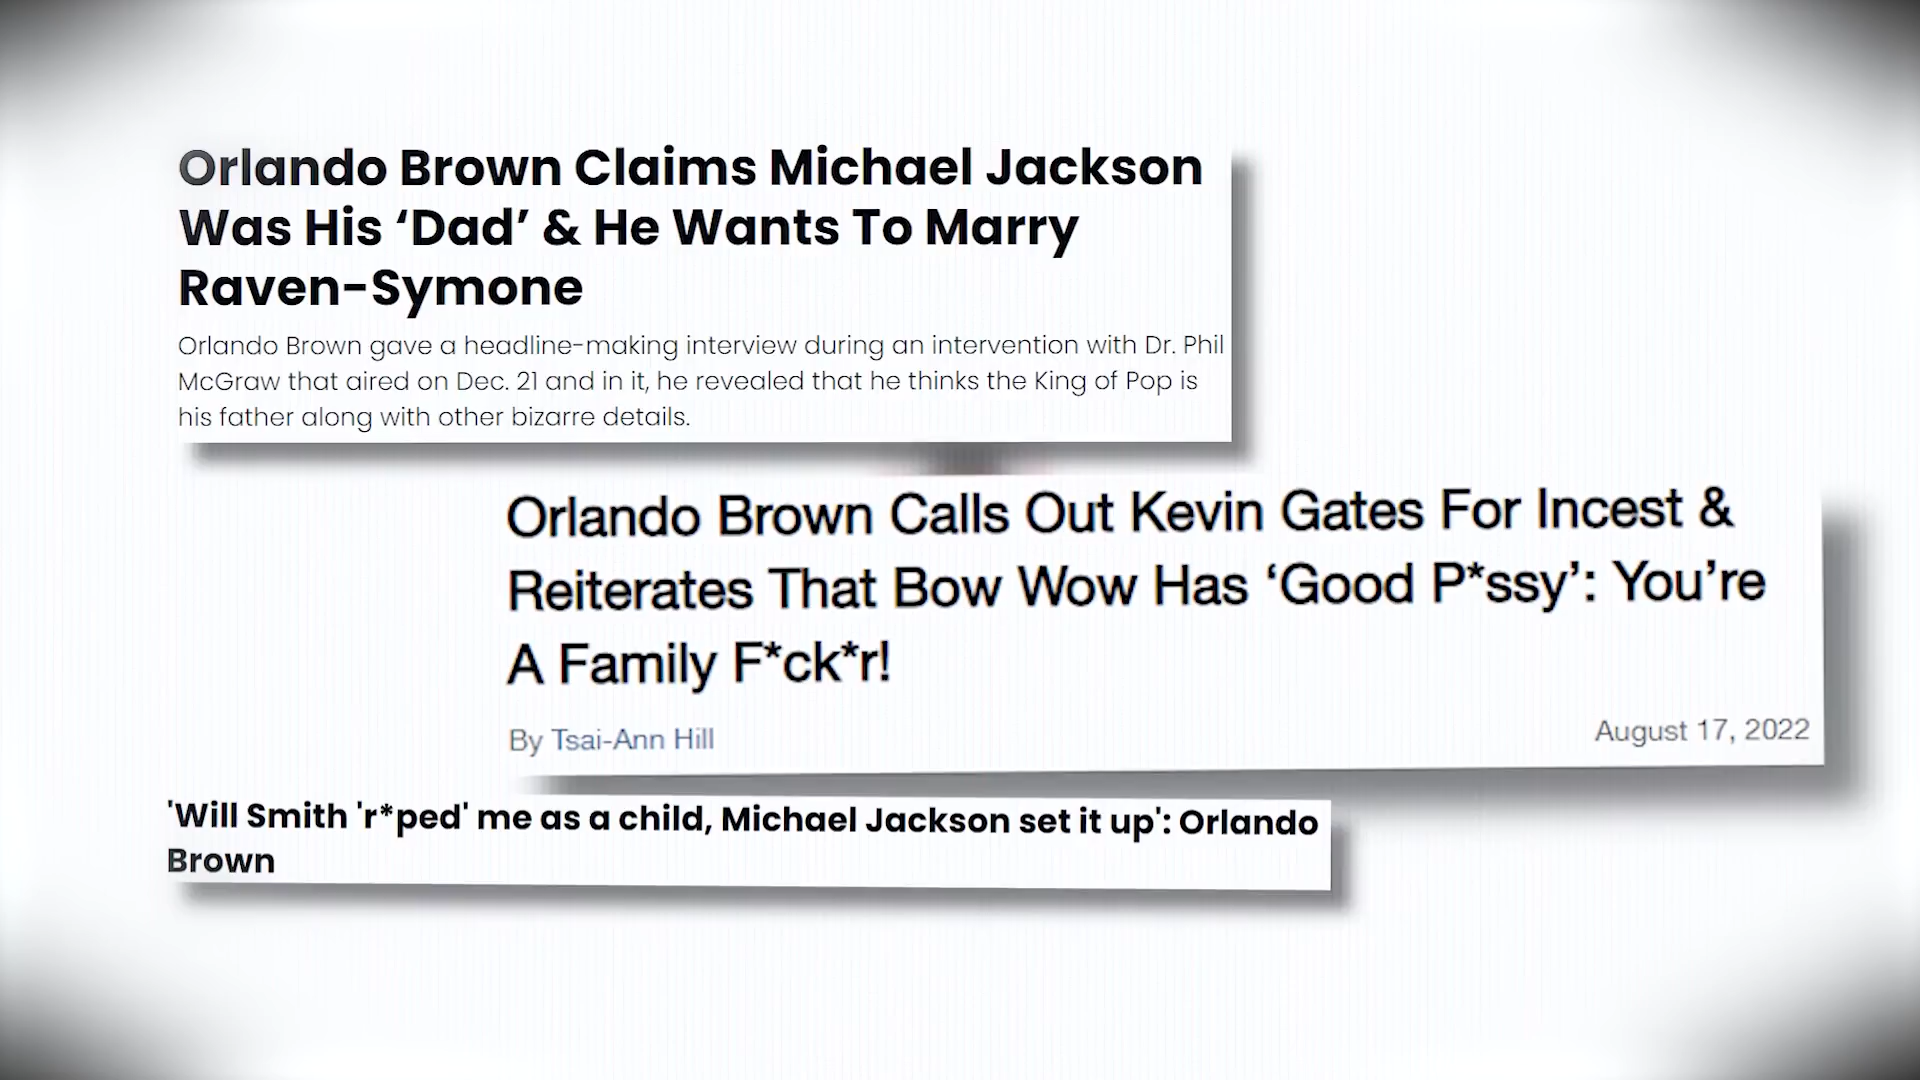 Orlando Brown Claims Michael Jackson
Was His ‘Dad’ & He Wants To Marry
Raven-Symone
Orlando Brown gave a headline-making interview during an intervention with Dr. Phil
McGraw that aired on Dec. 21 and in it, he revealed that he thinks the King of Pop is
his father along with other bizarre details.
Orlando Brown Calls Out Kevin Gates For Incest &
Reiterates That Bow Wow Has ‘Good P*ssy’: You’re
A Family F*ck*r!
By Tsai-Ann Hill
August 17, 2022
'Will Smith 'r*ped' me as a child, Michael Jackson set it up': Orlando
Brown